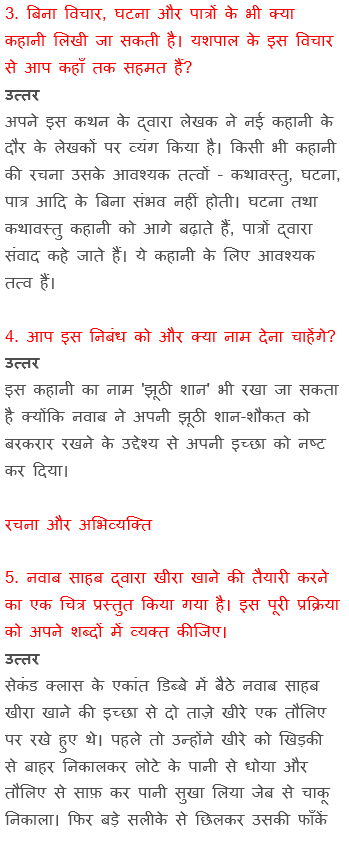 3. बिना विचार, घटना और पात्रों के भी क्या
कहानी लिखी जा सकती है। यशपाल के इस विचार
से आप कहाँ तक सहमत हैं?
उत्तर
अपने इस कथन के द्वारा लेखक ने नई कहानी के
दौर के लेखकों पर व्यंग किया है। किसी भी कहानी
की रचना उसके आवश्यक तत्वों - कथावस्तु, घटना,
पात्र आदि के बिना संभव नहीं होती। घटना तथा
कथावस्तु कहानी को आगे बढ़ाते हैं, पात्रों द्वारा
संवाद कहे जाते हैं। ये कहानी के लिए आवश्यक
तत्व हैं।
4. आप इस निबंध को और क्या नाम देना चाहेंगे?
उत्तर
इस कहानी का नाम 'झूठी शान' भी रखा जा सकता
है क्योंकि नवाब ने अपनी झूठी शान-शौकत को
बरकरार रखने के उद्देश्य से अपनी इच्छा को नष्ट
कर दिया।
रचना और अभिव्यक्ति
5. नवाब साहब द्वारा खीरा खाने की तैयारी करने
का एक चित्र प्रस्तुत किया गया है। इस पूरी प्रक्रिया
को अपने शब्दों में व्यक्त कीजिए।
उत्तर
सेकंड क्लास के एकांत डिब्बे में बैठे नवाब साहब
खीरा खाने की इच्छा से दो ताज़े खीरे एक तौलिए
पर रखे हुए थे। पहले तो उन्होंने खीरे को खिड़की
से बाहर निकालकर लोटे के पानी से धोया और
तौलिए से साफ़ कर पानी सुखा लिया जेब से चाकू
निकाला। फिर बड़े सलीके से छिलकर उसकी फाँकें